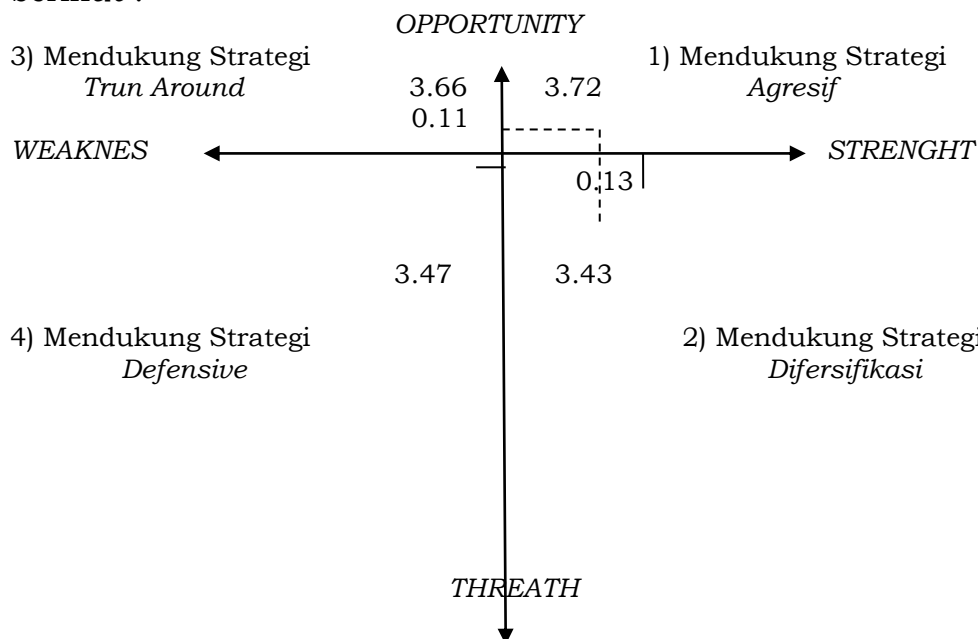 OPPORTUNITY
3) Mendukung Strategi
Trun Around
3.66
0.11
3.72
1) Mendukung Strategi
Agresif
WEAKNES
STRENGHT
0.13
3.47
3.43
4) Mendukung Strategi
Defensive
2) Mendukung Strategi
Difersifikasi
THREATH